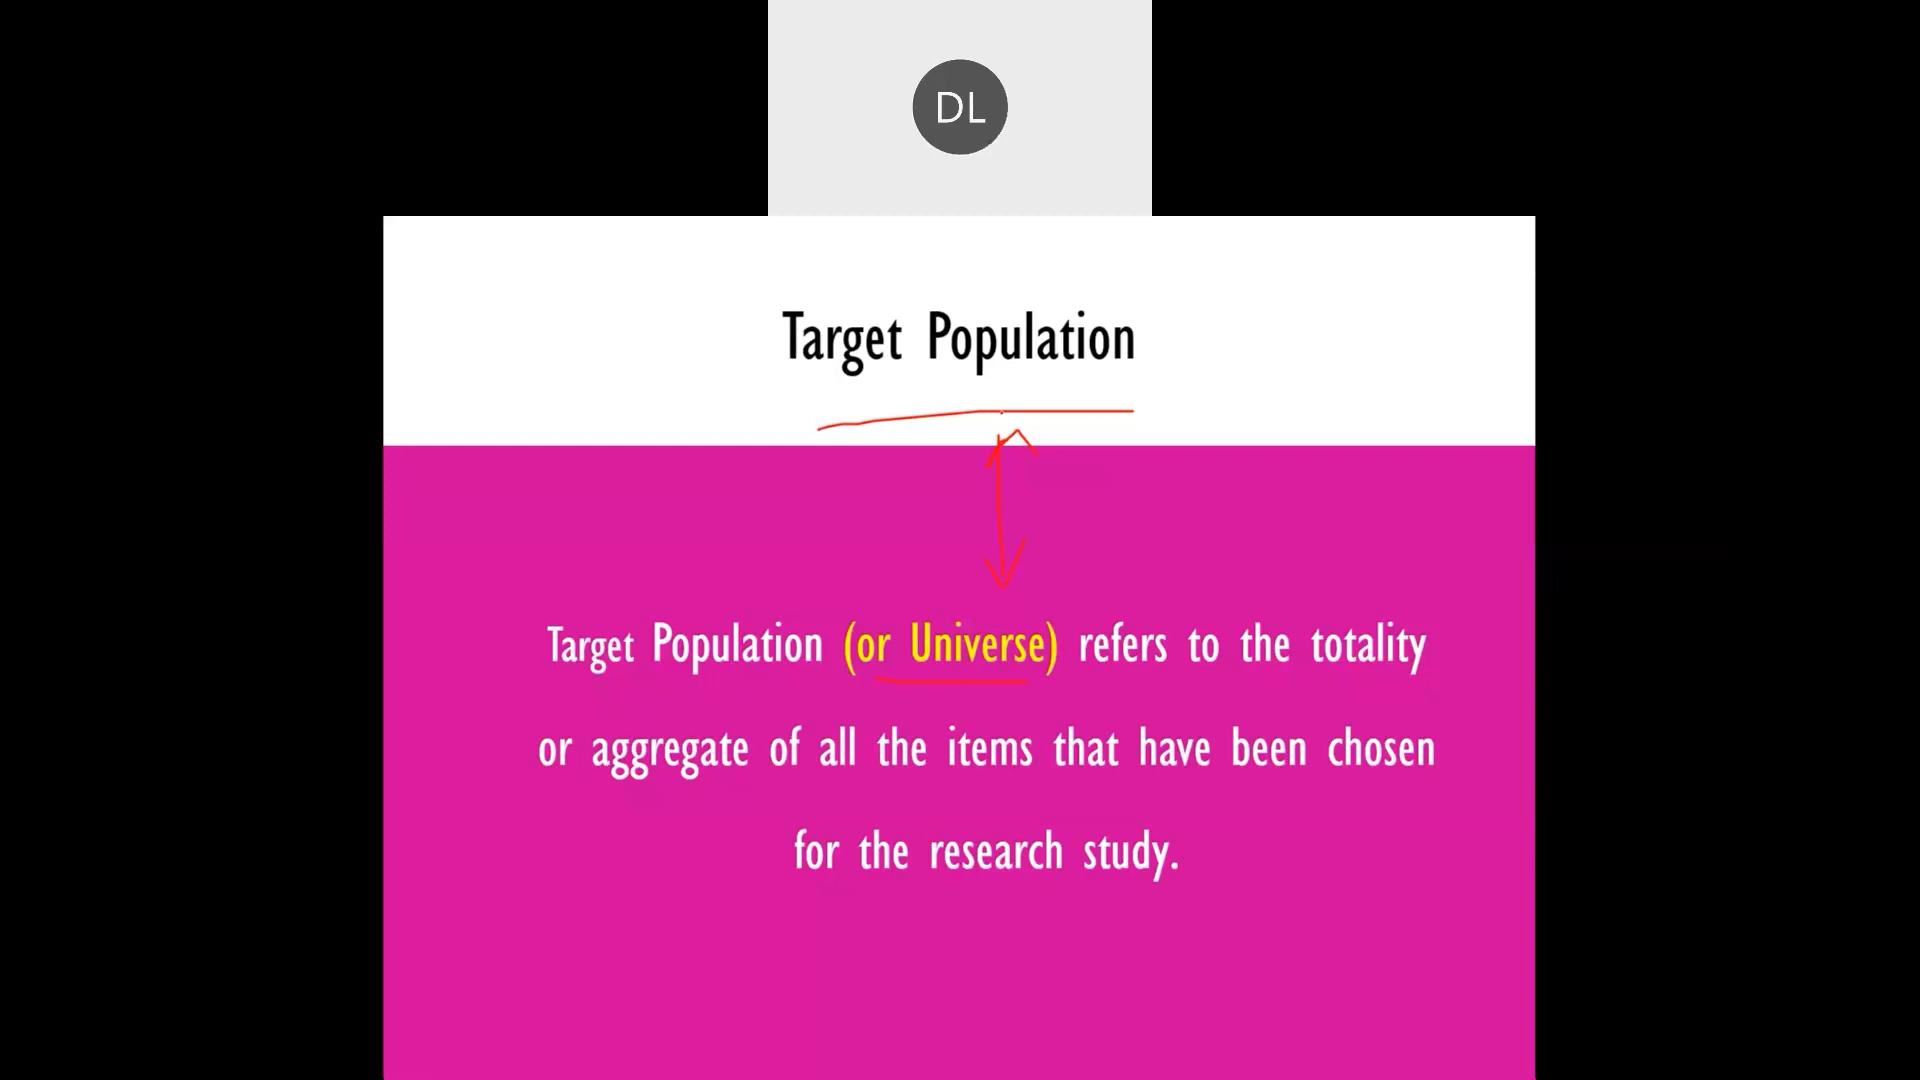 DL
Target Population
Target Population (or Universe) refers to the totality
or aggregate of all the items that have been chosen
for the research study.